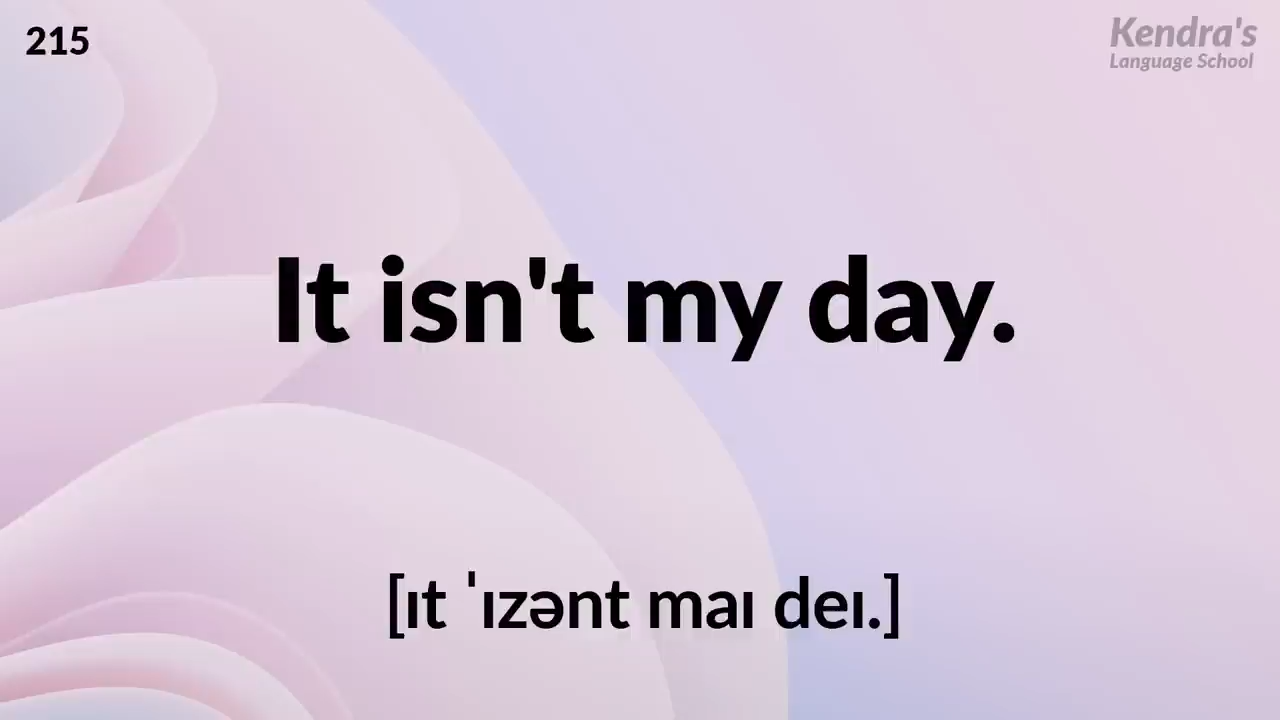 215
Kendra's
Language School
It isn't my day.
[ɪt ˈɪzənt maɪ deɪ.]